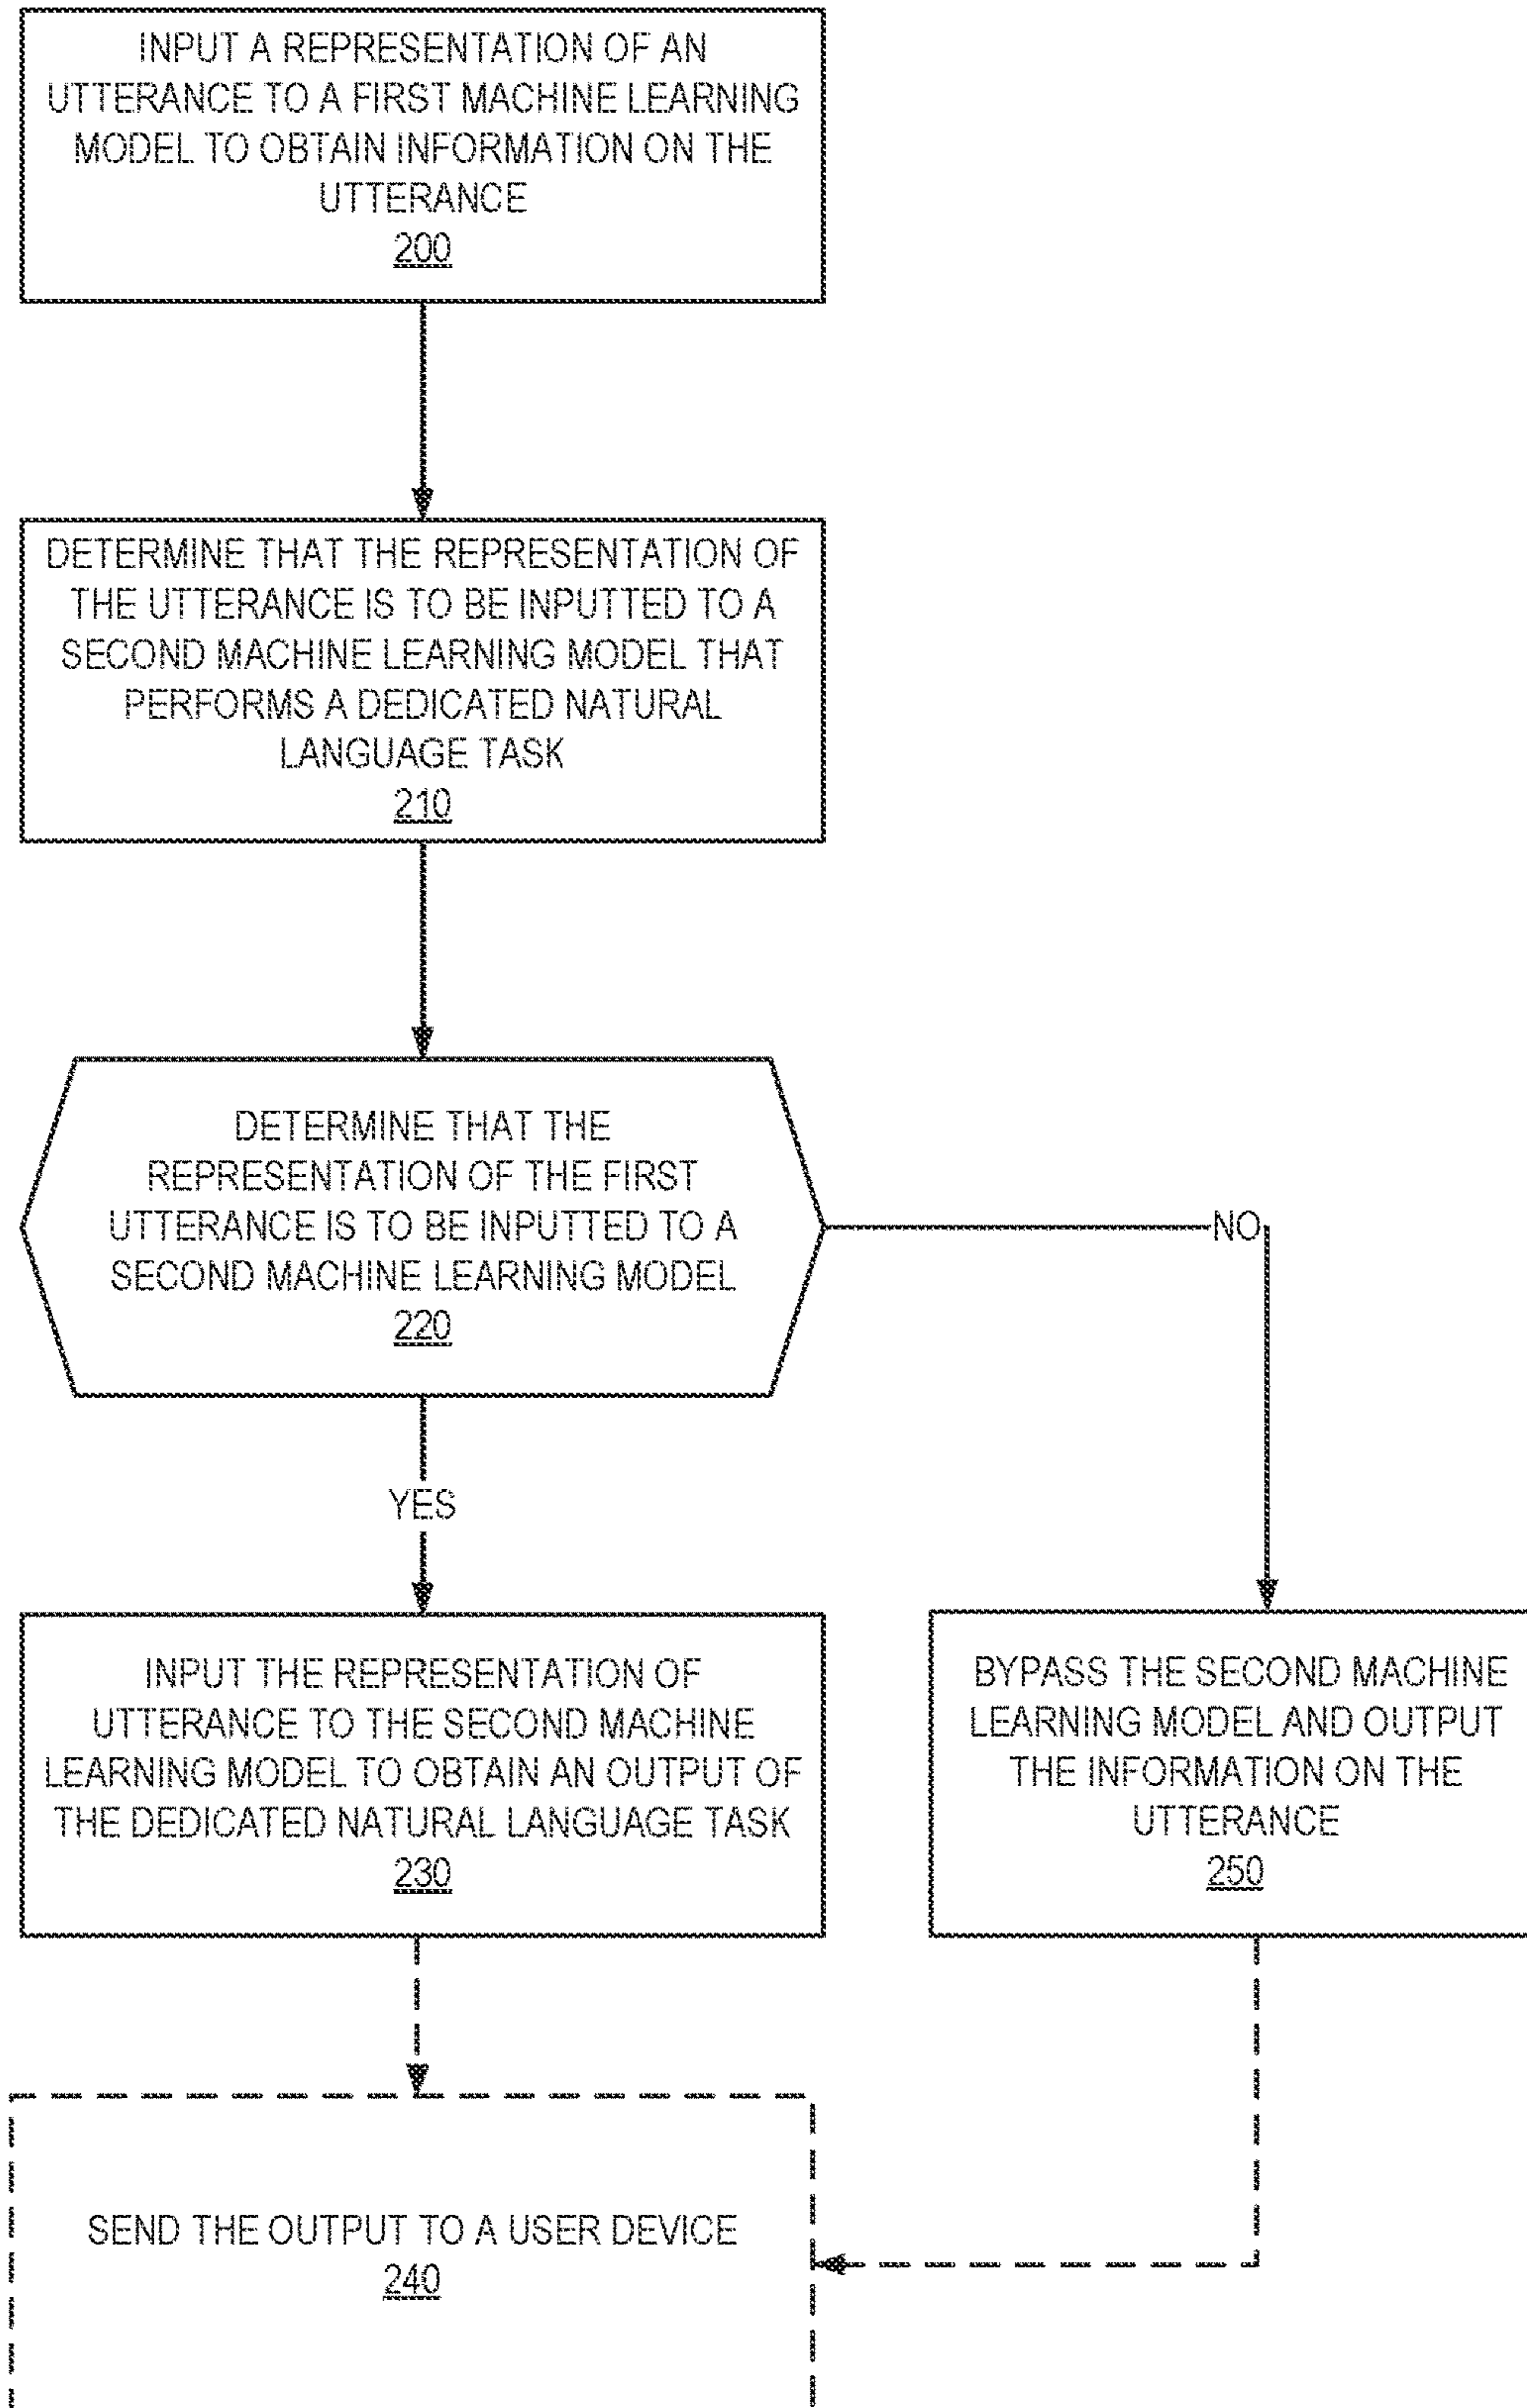 INPUT A REPRESENTATION OF AN
UTTERANCE TO A FIRST MACHINE LEARNING
MODEL TO OBTAIN INFORMATION ON THE
UTTERANCE
200
DETERMINE THAT THE REPRESENTATION OF
THE UTTERANCE IS TO BE INPUTTED TO A
SECOND MACHINE LEARNING MODEL THAT
PERFORMS A DEDICATED NATURAL
LANGUAGE TASK
210
DETERMINE THAT THE
REPRESENTATION OF THE FIRST
UTTERANCE IS TO BE INPUTTED TO A
SECOND MACHINE LEARNING MODEL
220
NO
YES
INPUT THE REPRESENTATION OF
UTTERANCE TO THE SECOND MACHINE
LEARNING MODEL TO OBTAIN AN OUTPUT OF
THE DEDICATED NATURAL LANGUAGE TASK
230
BYPASS THE SECOND MACHINE
LEARNING MODEL AND OUTPUT
THE INFORMATION ON THE
UTTERANCE
250
SEND THE OUTPUT TO A USER DEVICE
240